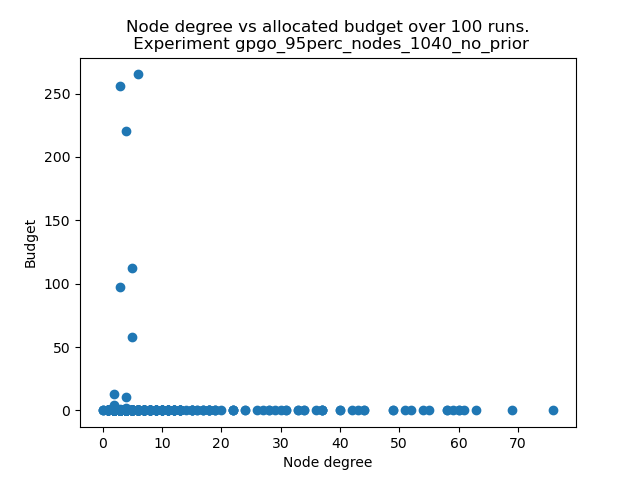 Node degree vs allocated budget over 100 runs.
Experiment gpgo_95perc_nodes_1040_no_prior
250
200
150
100
50
0
Budget
0 10 20 30 40 50 60 70
Node degree